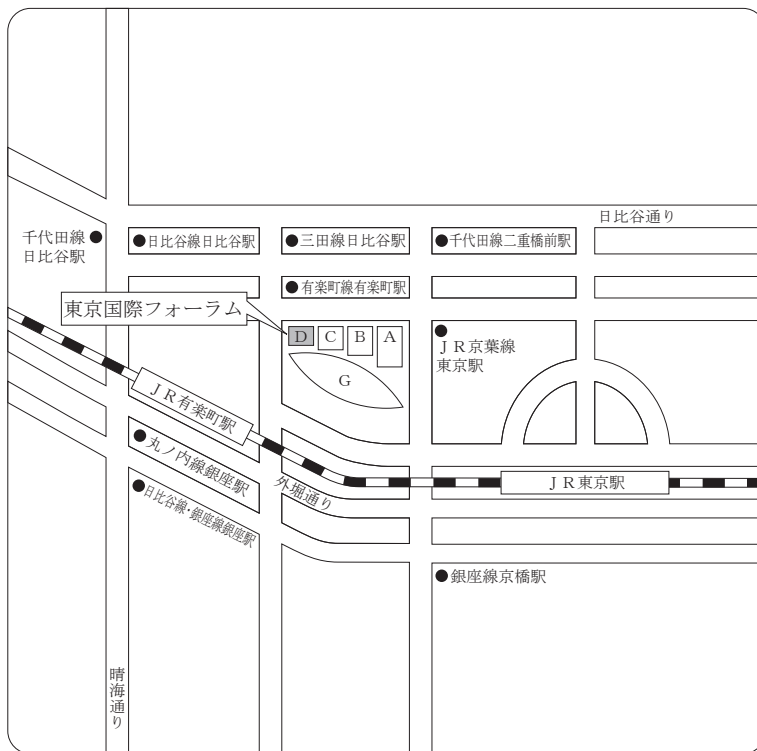 日比谷通り
千代田線
日比谷駅
日比谷線日比谷駅
三田線日比谷駅
千代田線二重橋前駅
有楽町線有楽町駅
東京国際フォーラム
D
C
B
A
G
JR京葉線
東京駅
JR有楽町駅
丸ノ内線銀座駅
日比谷線・銀座線銀座駅
外堀通り
JR東京駅
銀座線京橋駅
晴海通り